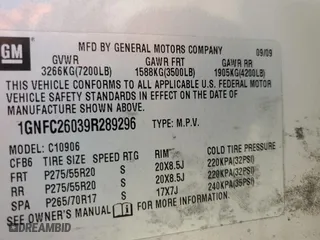 GM
MFD BY GENERAL MOTORS COMPANY 09/09
GVWR GAWR FRT GAWR RR
3266KG(7200LB) 1588KG(3500LB) 1905KG(4200LB)
THIS VEHICLE CONFORMS TO ALL APPLICABLE U.S. FEDERAL MOTOR
VEHICLE SAFETY STANDARDS IN EFFECT ON THE DATE OF
MANUFACTURE SHOWN ABOVE.
1GNFC26039R289296 TYPE: M.P.V.
MODEL: C10906
CFB6 TIRE SIZE SPEED RTG RIM COLD TIRE PRESSURE
FRT P275/55R20 S 20X8.5J 220KPA(32PSI)
RR P275/55R20 S 20X8.5J 220KPA(32PSI)
SPA P265/70R17 S 17X7J 240KPA(35PSI)
SEE OWNER'S MANUAL FOR MORE INFORMATION.
DREAMBID